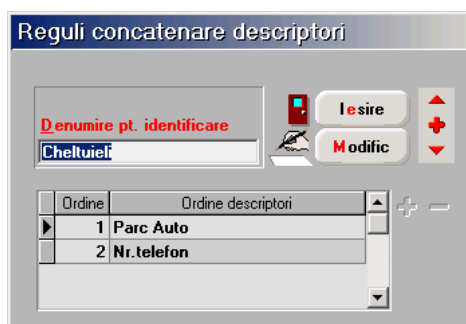 Reguli concatenare descriptori
Iesire
Denumire pt. identificare
Modific
Cheltuieli
Ordine Ordine descriptori
1 Parc Auto
2 Nr.telefon